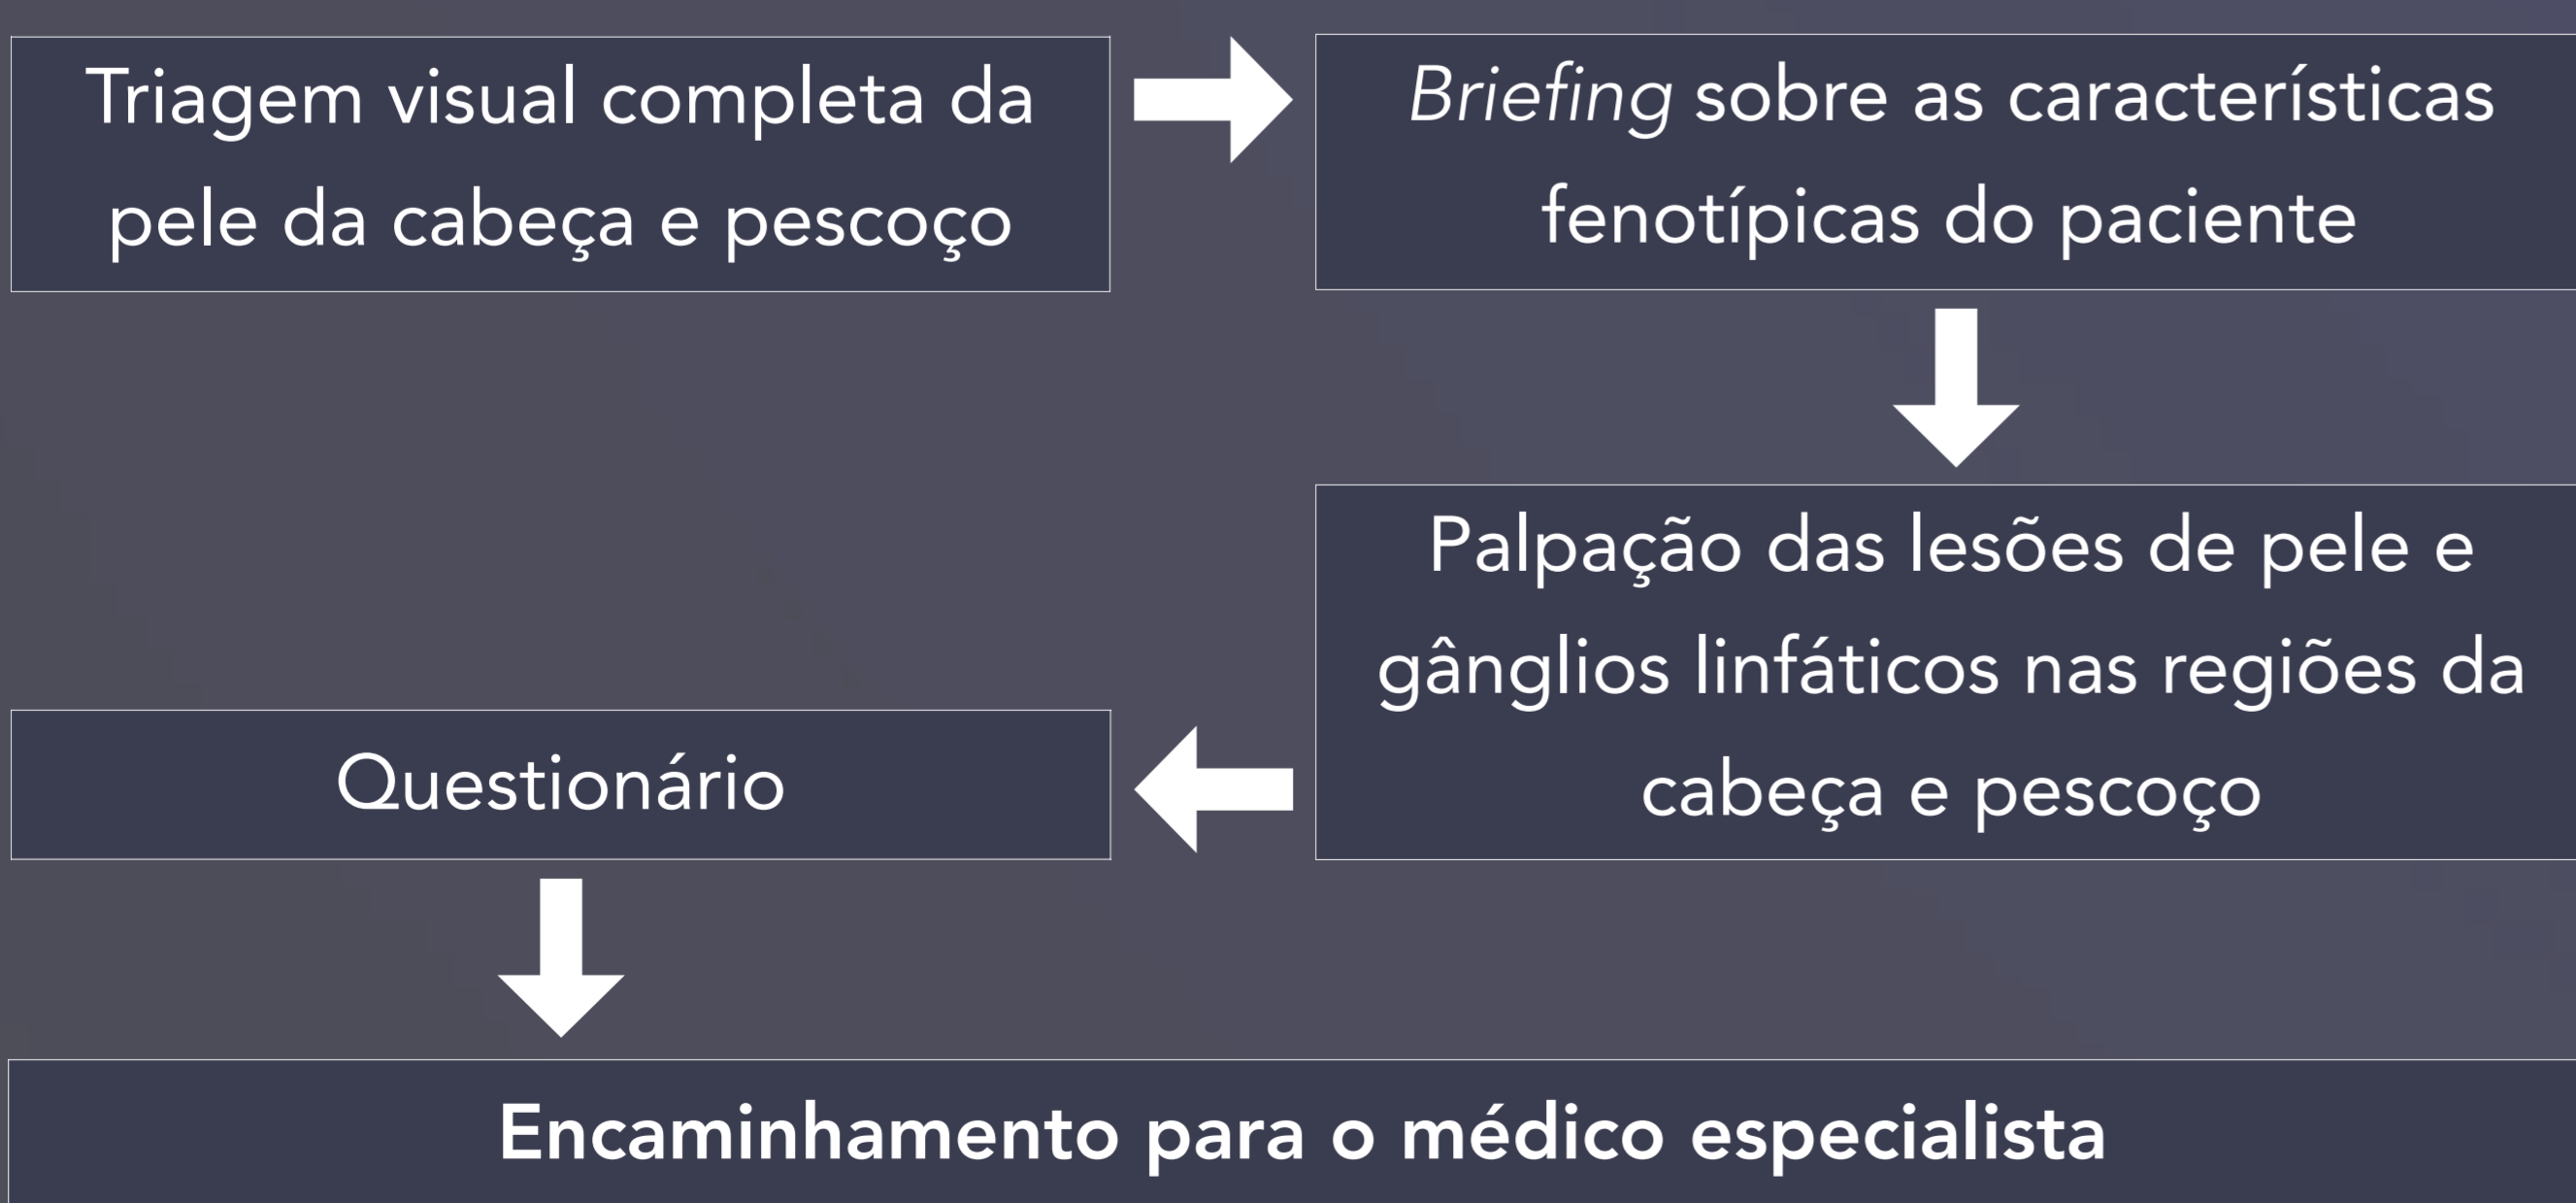 Triagem visual completa da
pele da cabeça e pescoço
Briefing sobre as características
fenotípicas do paciente
Palpação das lesões de pele e
gânglios linfáticos nas regiões da
cabeça e pescoço
Questionário
Encaminhamento para o médico especialista